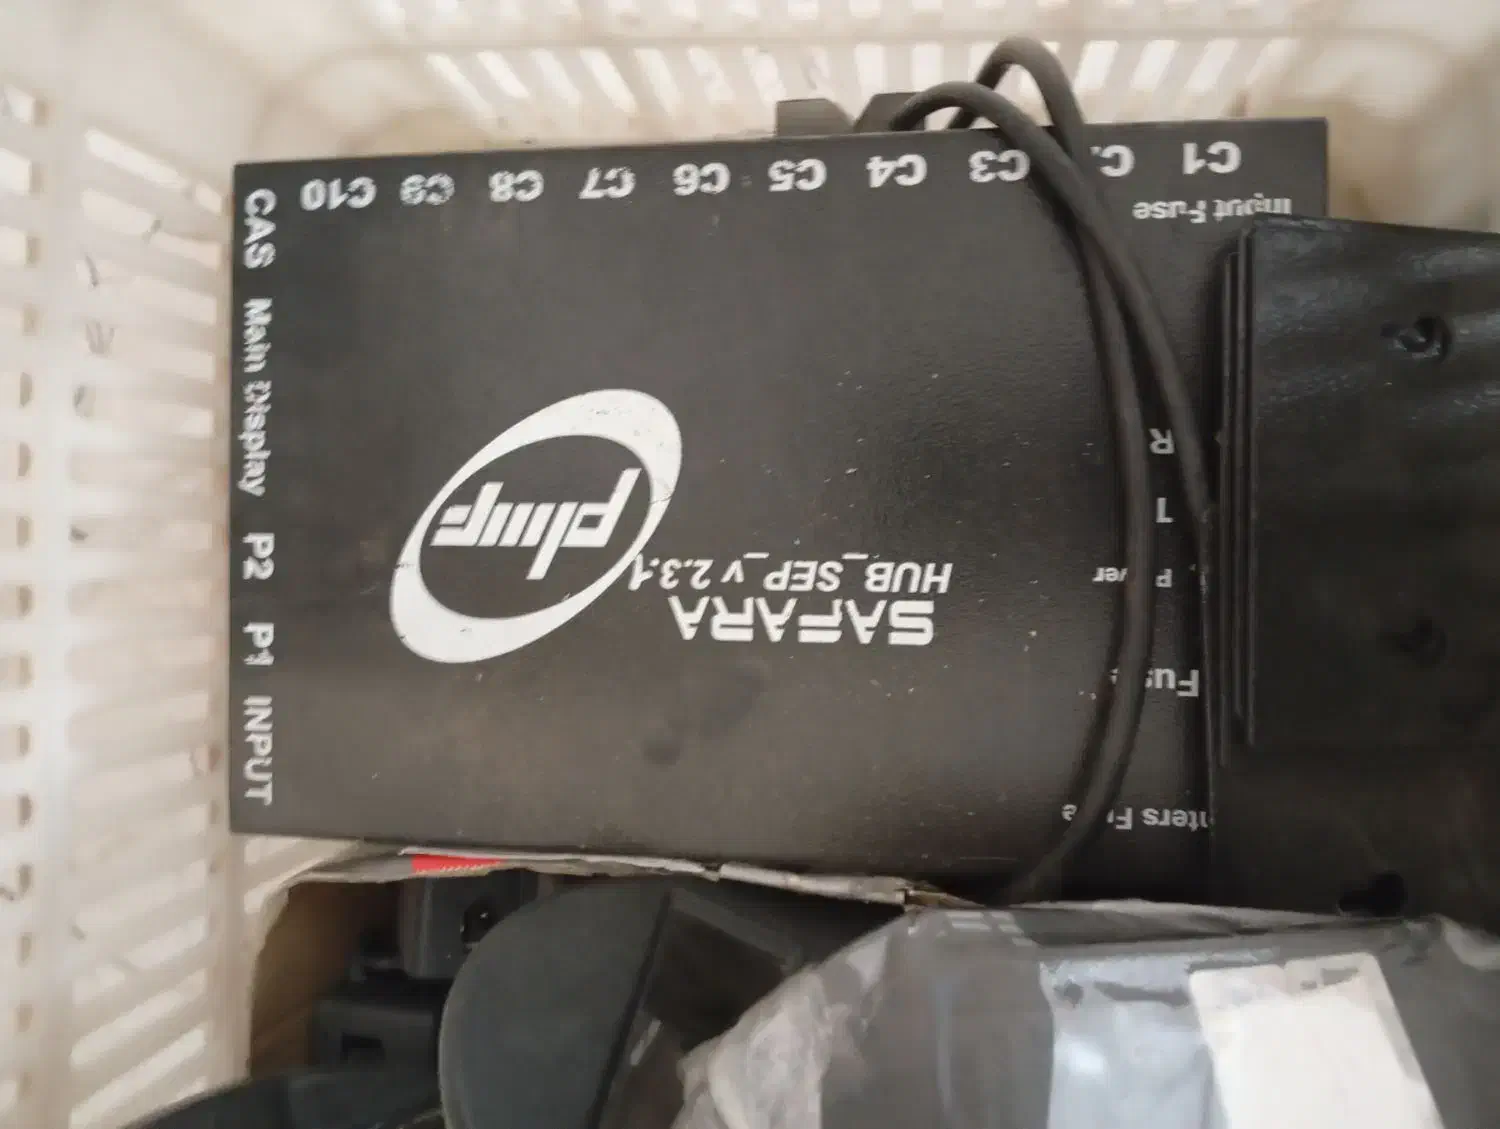 C1
C3
C4
C5
C6
C7
C8
C9
C10
Input Fuse
CAS
Main Display
P2
P1
INPUT
R
1
Fuse
SAFARA
HUB_SEP_v 2.3.1